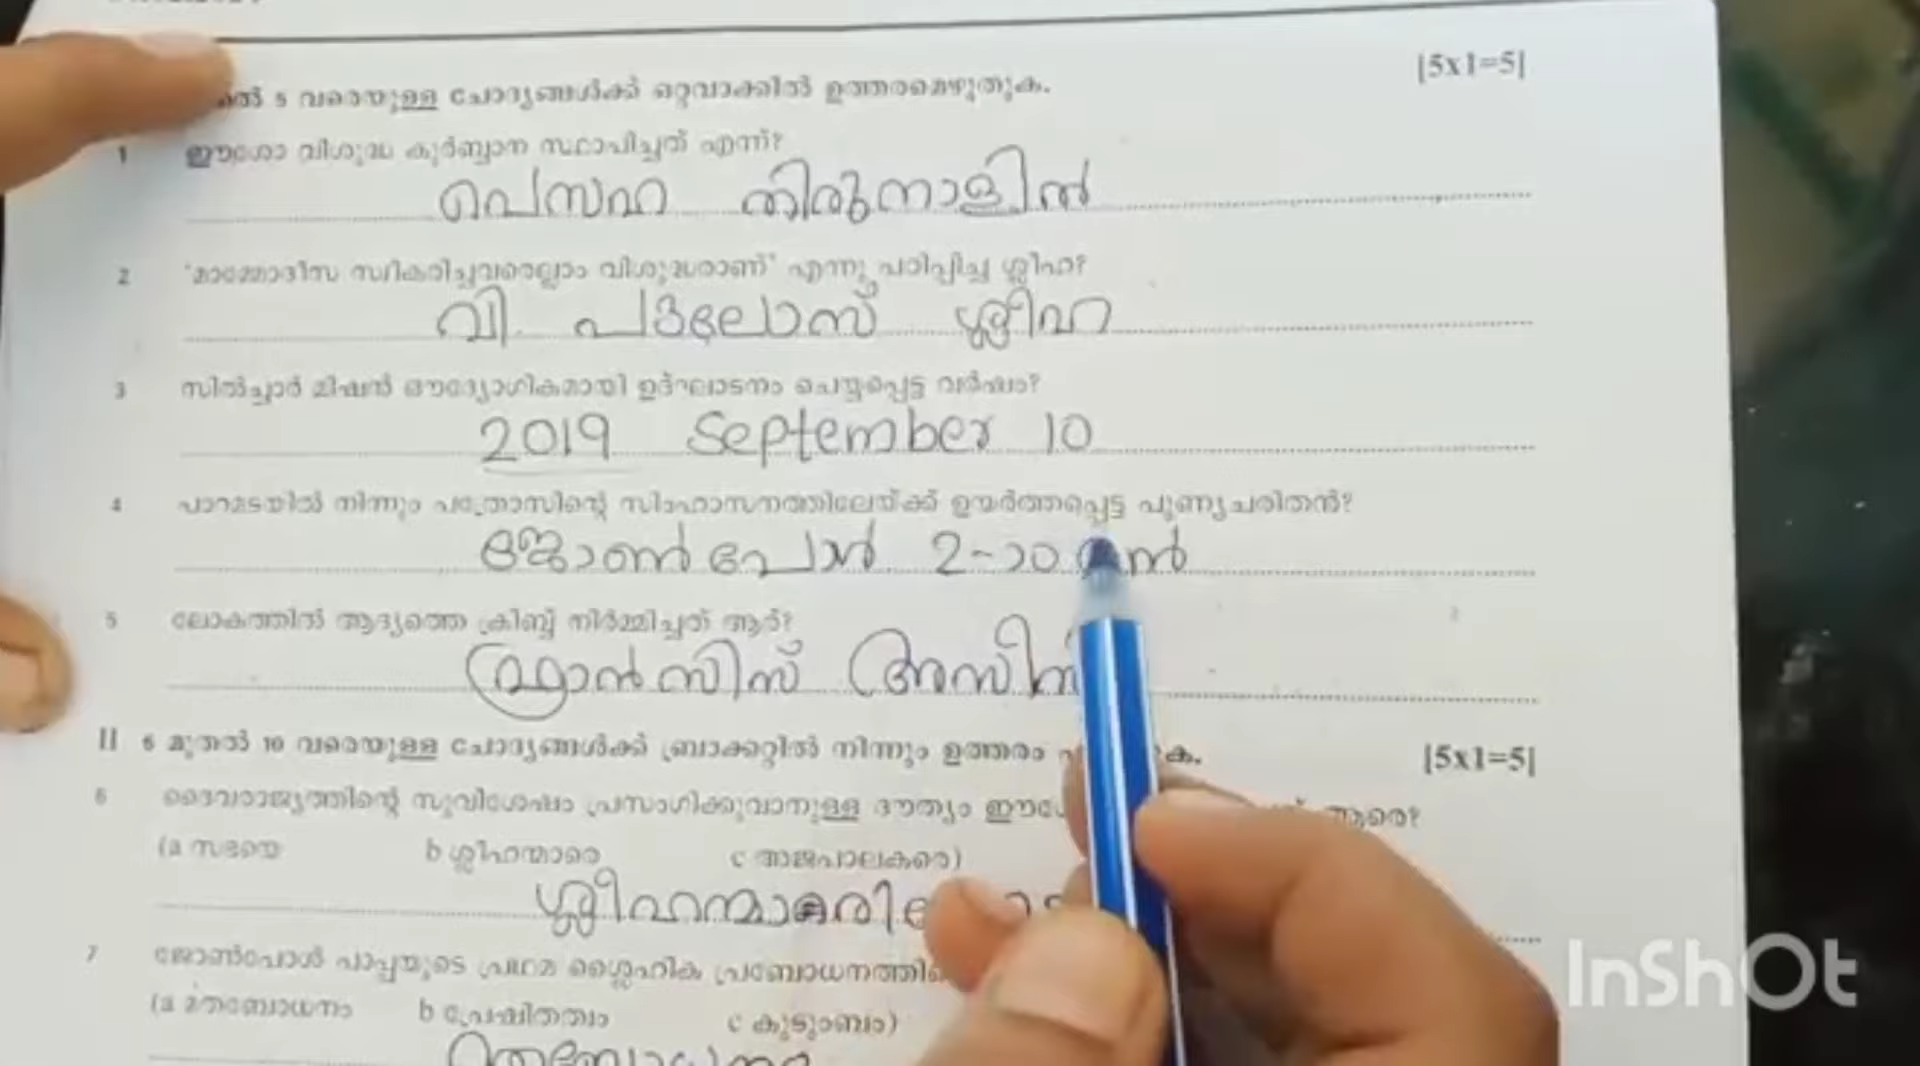 [5x1=5]
5 വരെയുള്ള ചോദ്യങ്ങൾക്ക് ഒറ്റവാക്കിൽ ഉത്തരമെഴുതുക.
1 ഈശോ വിശുദ്ധ കുർബ്ബാന സ്ഥാപിച്ചത് എന്ന്?
പെസഹ തിരുനാളിൽ
2 'മാമ്മോദീസ സ്വീകരിച്ചവരെല്ലാം വിശുദ്ധരാണ്' എന്നു പഠിപ്പിച്ച ശ്ലീഹ?
വി. പൗലോസ് ശ്ലീഹ
3 സിൽച്ചാർ മിഷൻ ഔദ്യോഗികമായി ഉദ്ഘാടനം ചെയ്യപ്പെട്ട വർഷം?
2019 September 10
4 പാറമടയിൽ നിന്നും പത്രോസിന്റെ സിംഹാസനത്തിലേയ്ക്ക് ഉയർത്തപ്പെട്ട പുണ്യചരിതൻ?
ജോൺ പോൾ 2-ാം
5 ലോകത്തിൽ ആദ്യത്തെ ക്രിബ്ബ് നിർമ്മിച്ചത് ആര്?
ഫ്രാൻസിസ് അസീസി
II 6 മുതൽ 10 വരെയുള്ള ചോദ്യങ്ങൾക്ക് ബ്രാക്കറ്റിൽ നിന്നും ഉത്തരം [5x1=5]
6 ദൈവരാജ്യത്തിന്റെ സുവിശേഷം പ്രസംഗിക്കുവാനുള്ള ദൗത്യം ആരെ?
(a സഭയെ b ശ്ലീഹന്മാരെ c അജപാലകരെ)
7 ജോൺപോൾ പാപ്പയുടെ പ്രഥമ ശ്ലൈഹിക
(a മതബോധനം b പ്രേഷിതത്വം c കുടുംബം)
InShOt